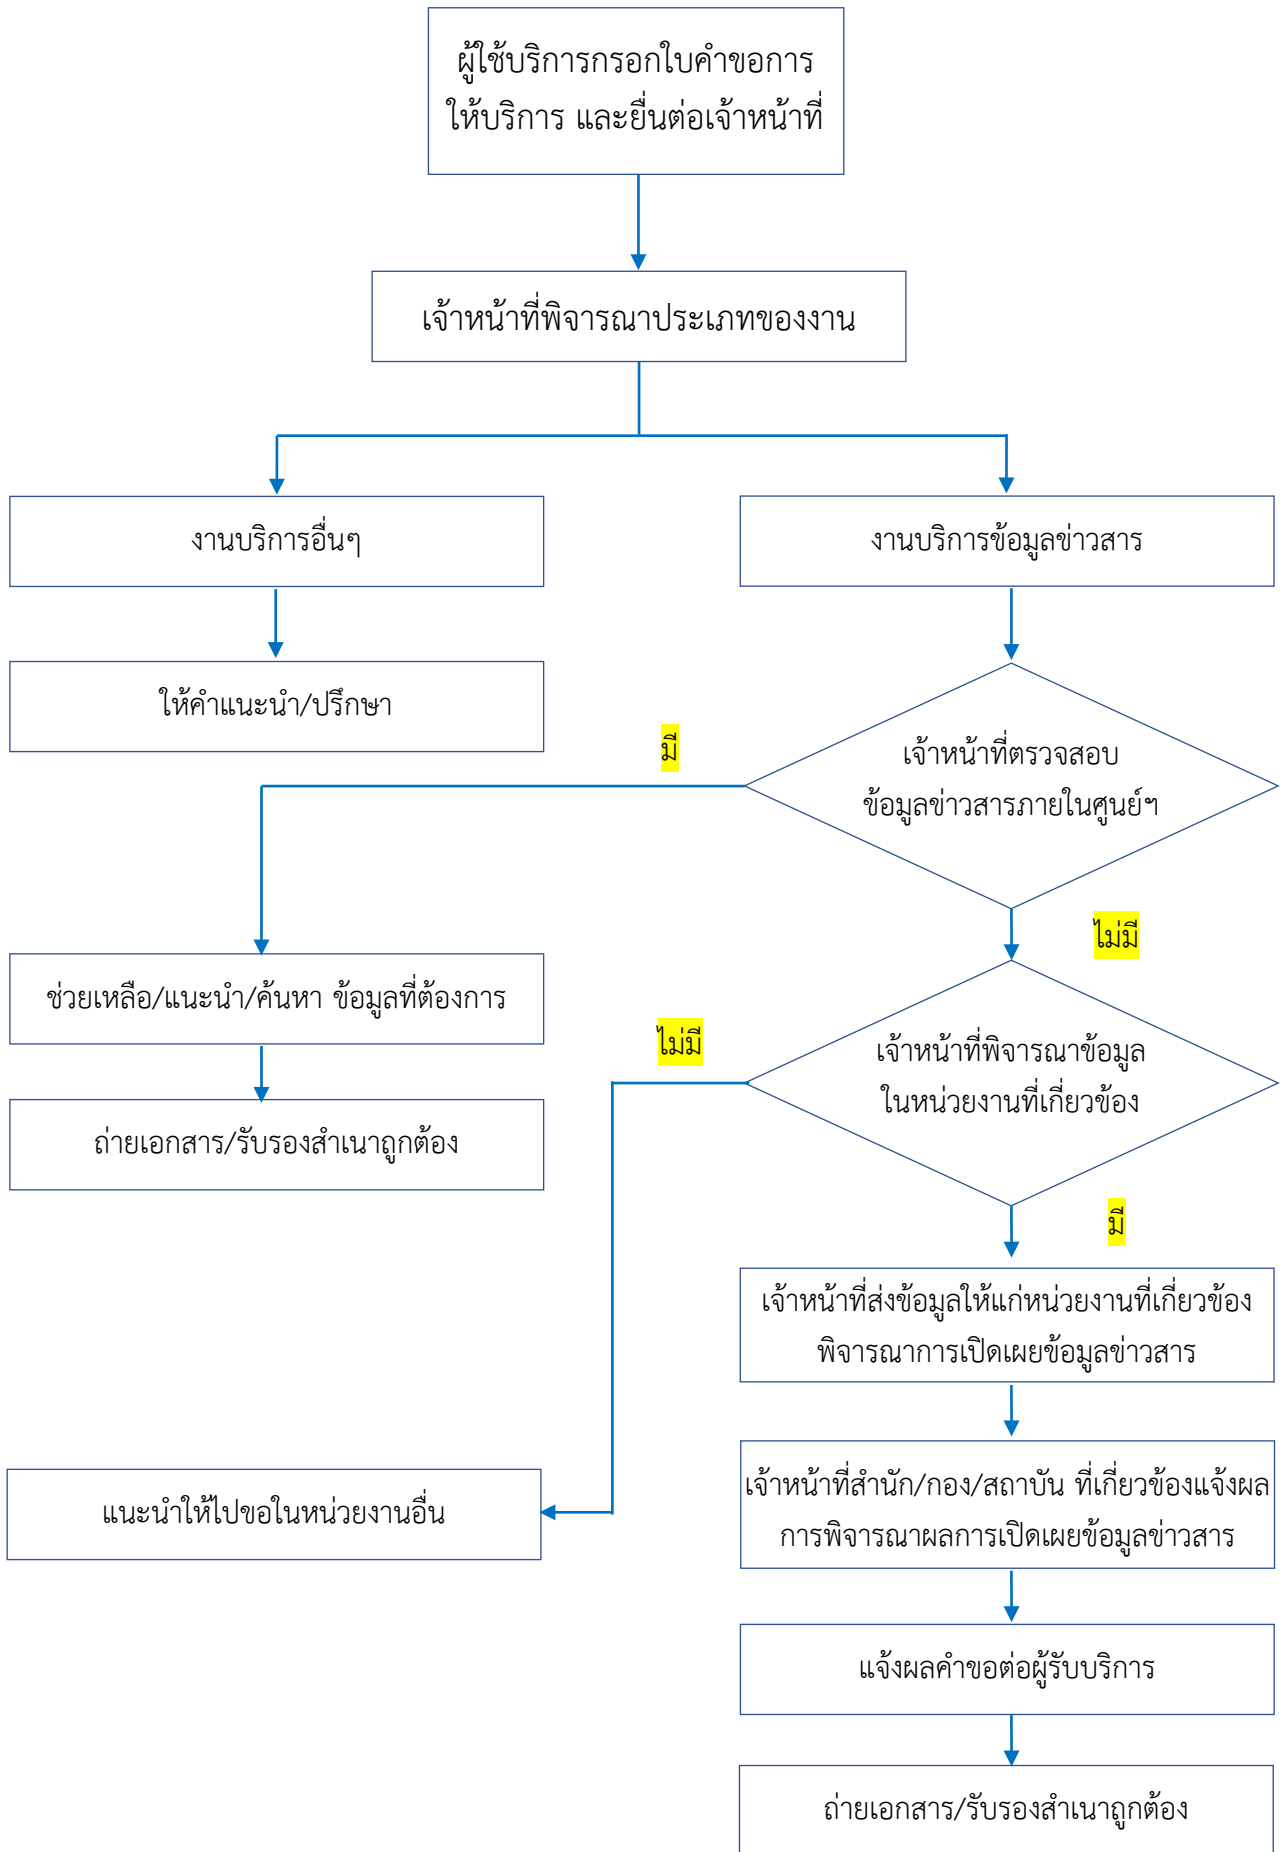 ผู้ใช้บริการกรอกใบคำขอการ
ให้บริการ และยื่นต่อเจ้าหน้าที่
เจ้าหน้าที่พิจารณาประเภทของงาน
งานบริการอื่นๆ
งานบริการข้อมูลข่าวสาร
ให้คำแนะนำ/ปรึกษา
มี
เจ้าหน้าที่ตรวจสอบ
ข้อมูลข่าวสารภายในศูนย์ฯ
ไม่มี
ช่วยเหลือ/แนะนำ/ค้นหา ข้อมูลที่ต้องการ
ไม่มี
เจ้าหน้าที่พิจารณาข้อมูล
ในหน่วยงานที่เกี่ยวข้อง
ถ่ายเอกสาร/รับรองสำเนาถูกต้อง
มี
เจ้าหน้าที่ส่งข้อมูลให้แก่หน่วยงานที่เกี่ยวข้อง
พิจารณาการเปิดเผยข้อมูลข่าวสาร
เจ้าหน้าที่สำนัก/กอง/สถาบัน ที่เกี่ยวข้องแจ้งผล
การพิจารณาผลการเปิดเผยข้อมูลข่าวสาร
แนะนำให้ไปขอในหน่วยงานอื่น
แจ้งผลคำขอต่อผู้รับบริการ
ถ่ายเอกสาร/รับรองสำเนาถูกต้อง